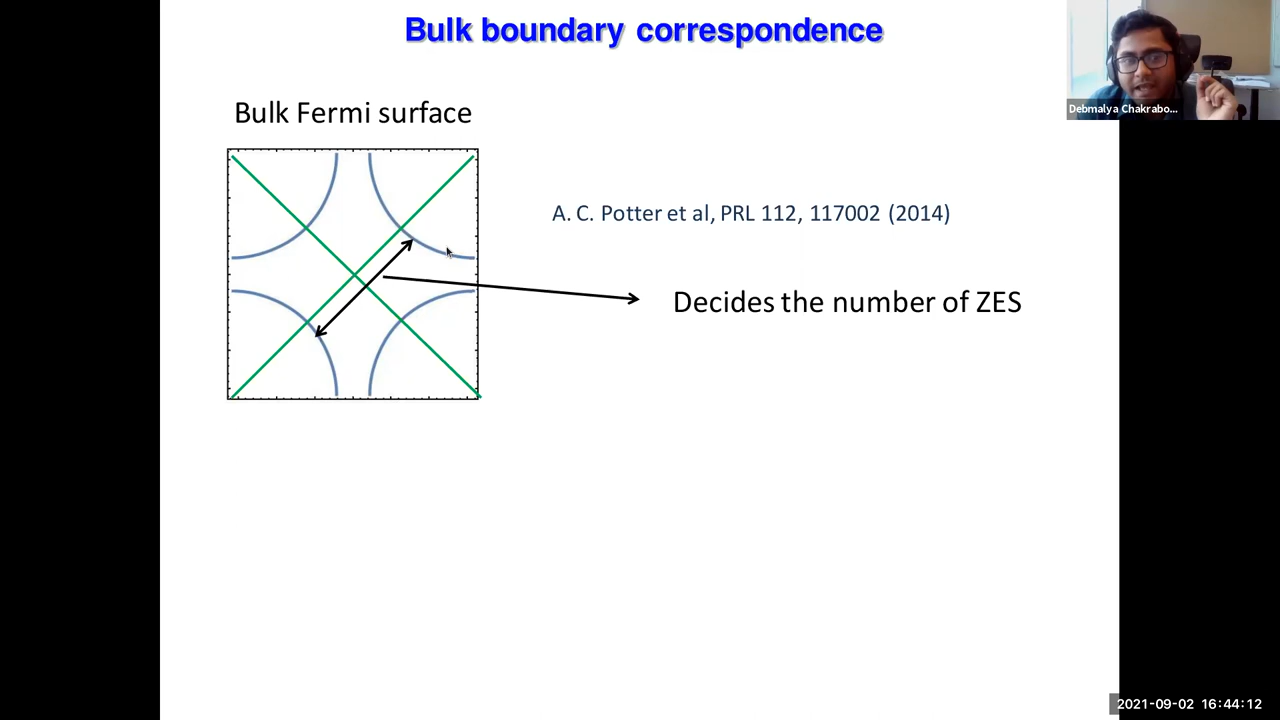 Bulk boundary correspondence
Debmalya Chakrabo...
Bulk Fermi surface
A. C. Potter et al, PRL 112, 117002 (2014)
Decides the number of ZES
2021-09-02 16:44:12